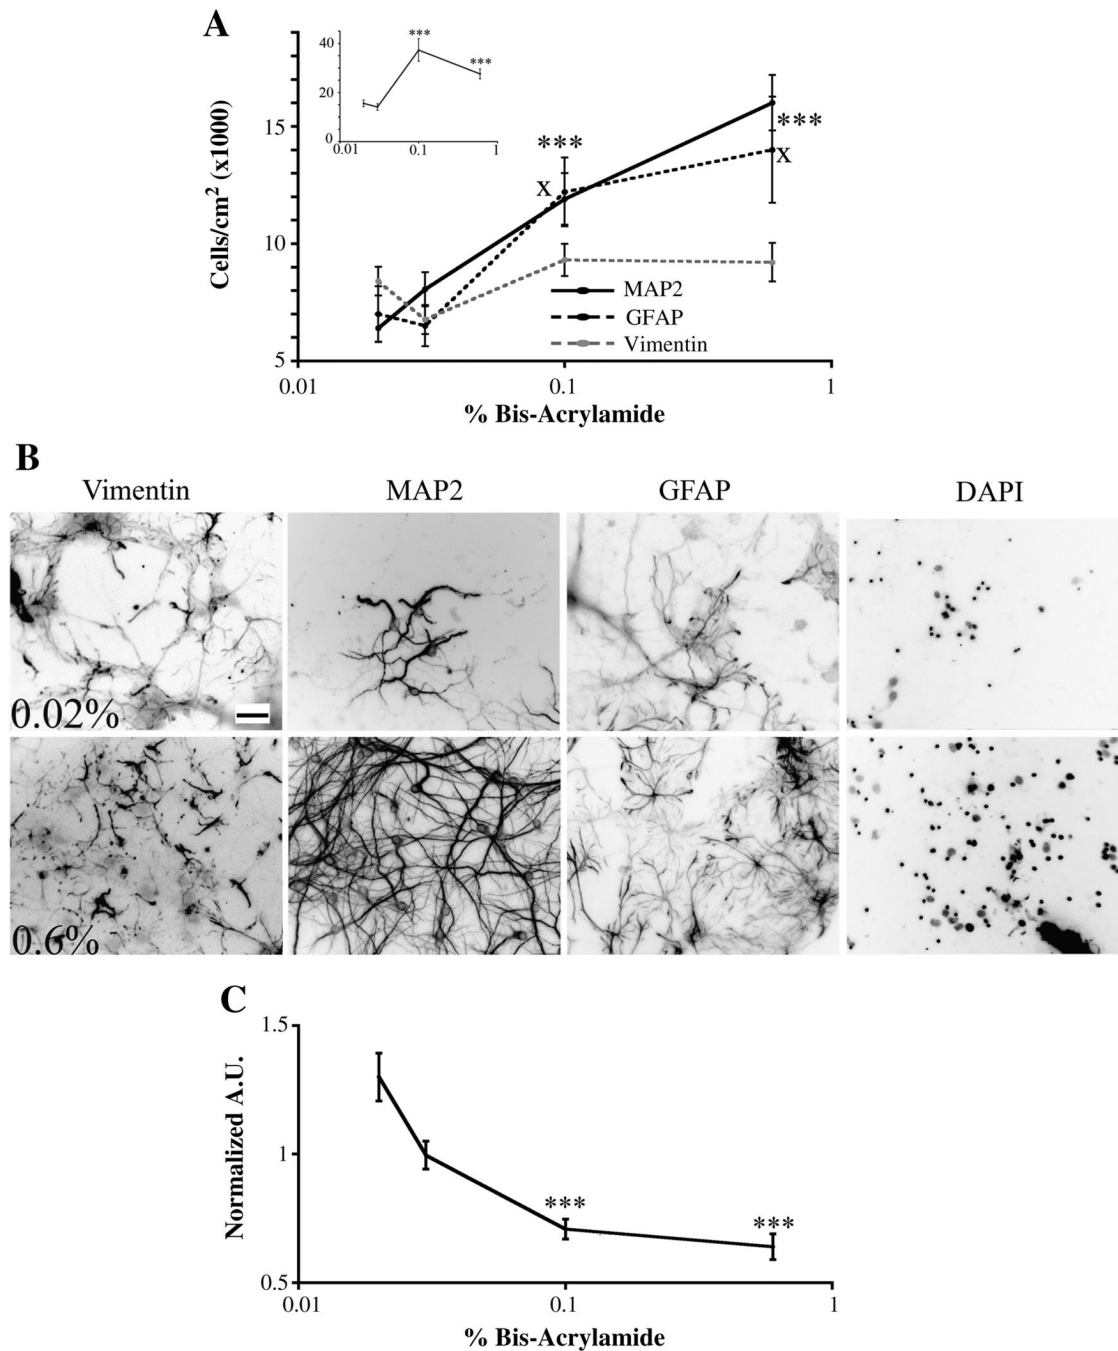 A
40
20
0
0.01 0.1 1
***
***
Cells/cm² (x1000)
15
10
5
***
x
***
x
MAP2
GFAP
Vimentin
0.01 0.1 1
% Bis-Acrylamide
B
Vimentin MAP2 GFAP DAPI
0.02%
0.6%
C
Normalized A.U.
1.5
1
0.5
***
***
0.01 0.1 1
% Bis-Acrylamide